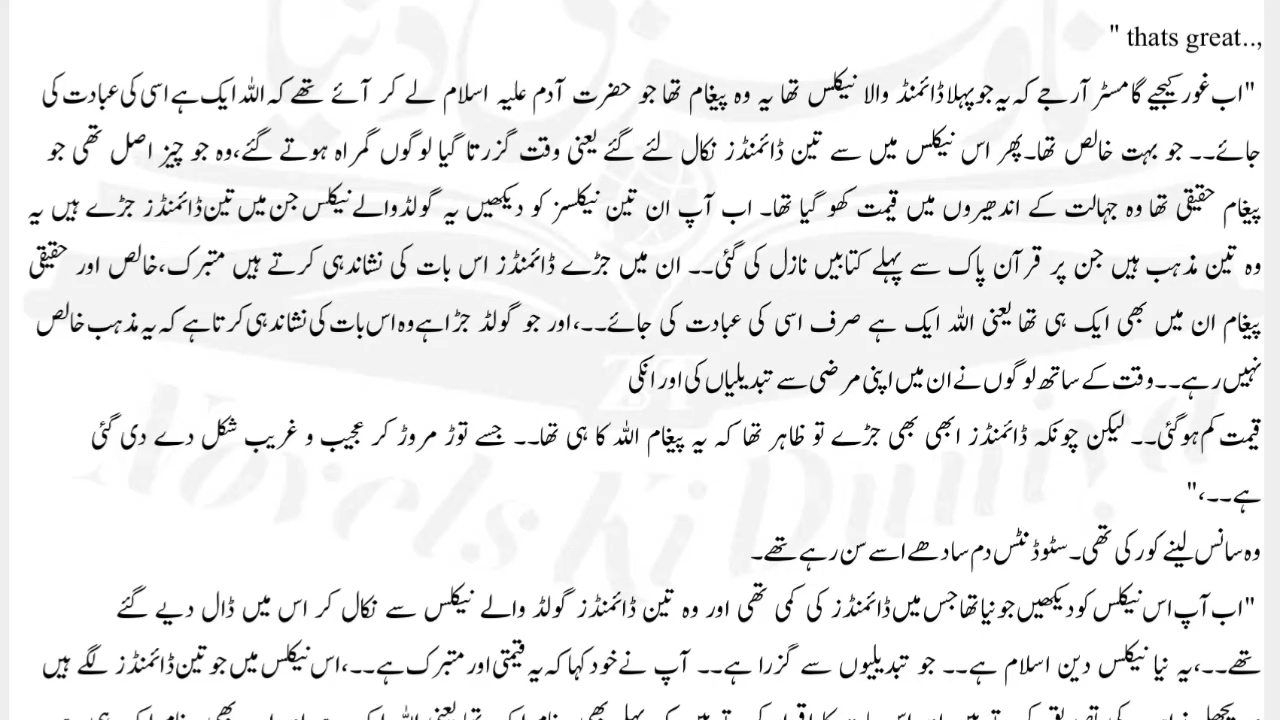 " thats great..,
"اب غور کیجیے گا مسٹر آر جے کہ یہ جو پہلا ڈائمنڈ والا نیکلس تھا یہ وہ پیغام تھا جو حضرت آدم علیہ اسلام لے کر آئے تھے کہ اللہ ایک ہے اسی کی عبادت کی
جائے۔۔ جو بہت خالص تھا۔پھر اس نیکلس میں سے تین ڈائمنڈز نکال لئے گئے یعنی وقت گزرتا گیا لوگوں گمراہ ہوتے گئے،وہ جو چیز اصل تھی جو
پیغام حقیقی تھا وہ جہالت کے اندھیروں میں قیمت کھو گیا تھا۔ اب آپ ان تین نیکلسز کو دیکھیں یہ گولڈ والے نیکلس جن میں تین ڈائمنڈز جڑے ہیں یہ
وہ تین مذہب ہیں جن پر قرآن پاک سے پہلے کتابیں نازل کی گئی۔۔ ان میں جڑے ڈائمنڈز اس بات کی نشاندہی کرتے ہیں متبرک،خالص اور حقیقی
پیغام ان میں بھی ایک ہی تھا یعنی اللہ ایک ہے صرف اسی کی عبادت کی جائے۔۔،اور جو گولڈ جڑا ہے وہ اس بات کی نشاندہی کرتا ہے کہ یہ مذہب خالص
نہیں رہے۔۔وقت کے ساتھ لوگوں نے ان میں اپنی مرضی سے تبدیلیاں کی اور انکی
قیمت کم ہوگئی۔۔ لیکن چونکہ ڈائمنڈز ابھی بھی جڑے تو ظاہر تھا کہ یہ پیغام اللہ کا ہی تھا۔۔ جسے توڑ مروڑ کر عجیب و غریب شکل دے دی گئی
ہے۔۔،"
وہ سانس لینے کو رکی تھی۔سٹوڈنٹس دم سادھے اسے سن رہے تھے۔
"اب آپ اس نیکلس کو دیکھیں جو نیا تھا جس میں ڈائمنڈز کی کمی تھی اور وہ تین ڈائمنڈز گولڈ والے نیکلس سے نکال کر اس میں ڈال دیے گئے
تھے۔۔،یہ نیا نیکلس دین اسلام ہے۔۔ جو تبدیلیوں سے گزرا ہے۔۔ آپ نے خود کہا کہ یہ قیمتی اور متبرک ہے۔۔،اس نیکلس میں جو تین ڈائمنڈز لگے ہیں
Novels Ki Duniya